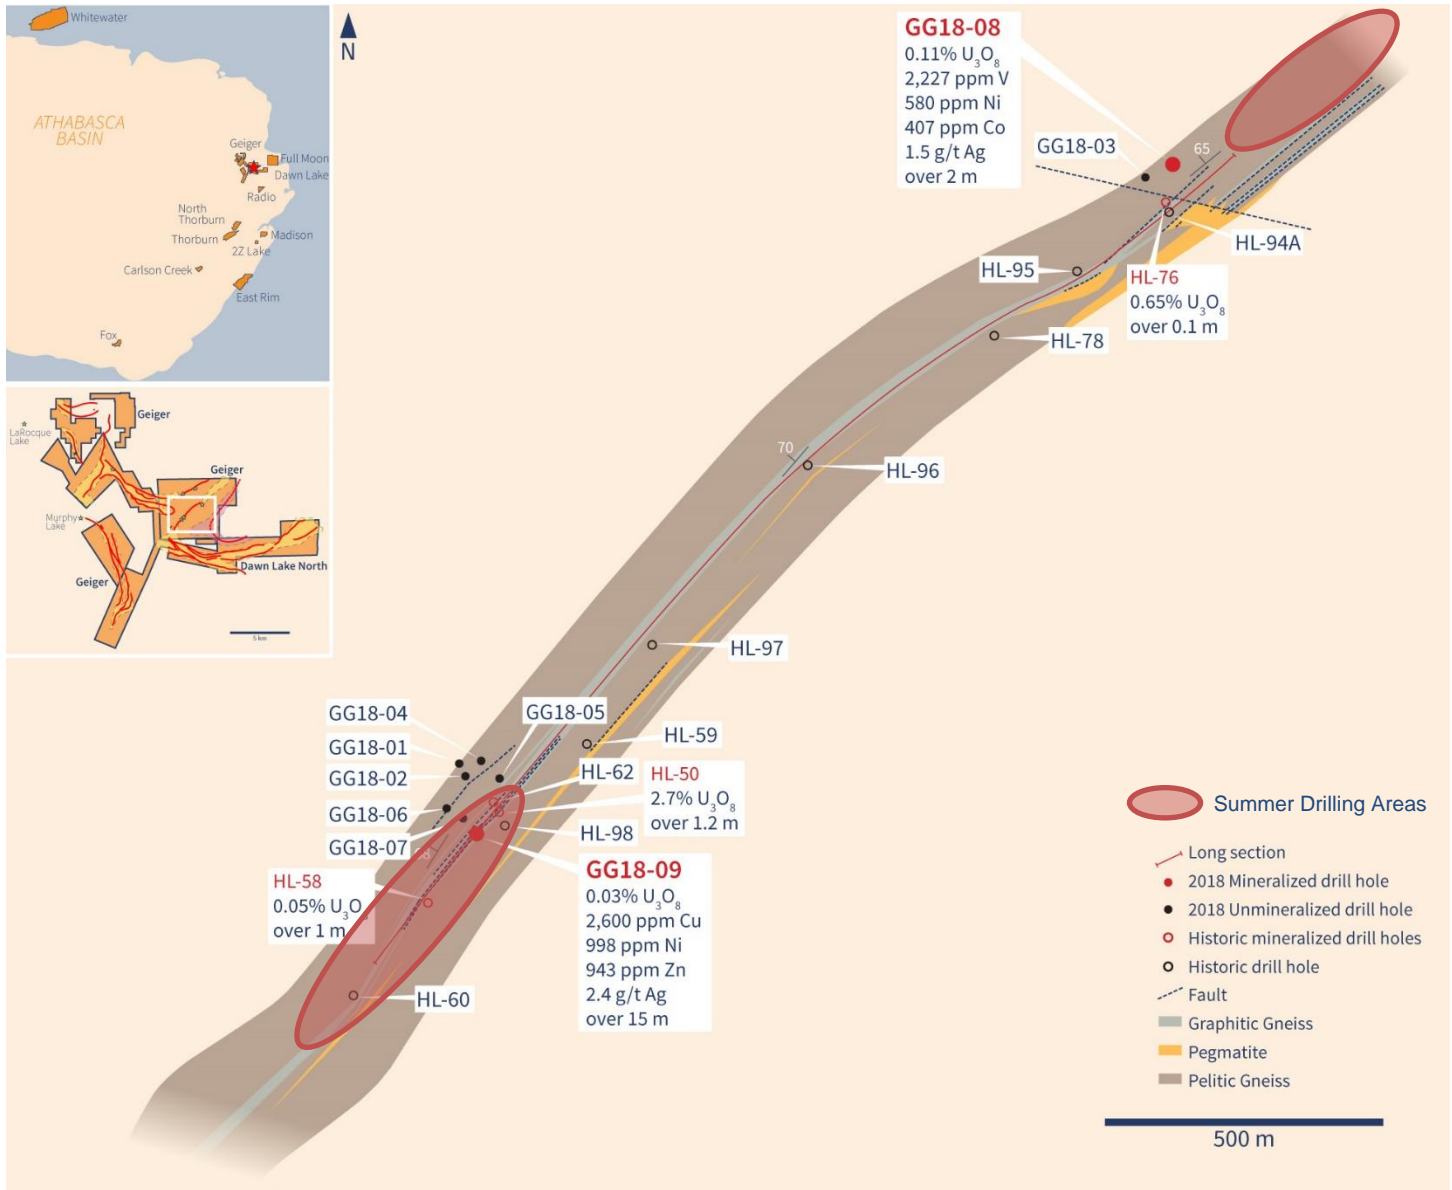 Whitewater
ATHABASCA
BASIN
Geiger
Full Moon
Dawn Lake
Radio
North
Thorburn
Thorburn
Madison
2Z Lake
Carlson Creek
East Rim
Fox
N
Geiger
LaRocque
Lake
Geiger
Murphy
Lake
Geiger
Dawn Lake North
5 km
GG18-08
0.11% U₃O₈
2,227 ppm V
580 ppm Ni
407 ppm Co
1.5 g/t Ag
over 2 m
GG18-03
65
HL-94A
HL-95
HL-76
0.65% U₃O₈
over 0.1 m
HL-78
70
HL-96
HL-97
GG18-04
GG18-05
GG18-01
HL-59
GG18-02
HL-62
HL-50
2.7% U₃O₈
over 1.2 m
GG18-06
HL-98
GG18-07
HL-58
0.05% U₃O₈
over 1 m
GG18-09
0.03% U₃O₈
2,600 ppm Cu
998 ppm Ni
943 ppm Zn
2.4 g/t Ag
over 15 m
HL-60
Summer Drilling Areas
Long section
2018 Mineralized drill hole
2018 Unmineralized drill hole
Historic mineralized drill holes
Historic drill hole
Fault
Graphitic Gneiss
Pegmatite
Pelitic Gneiss
500 m